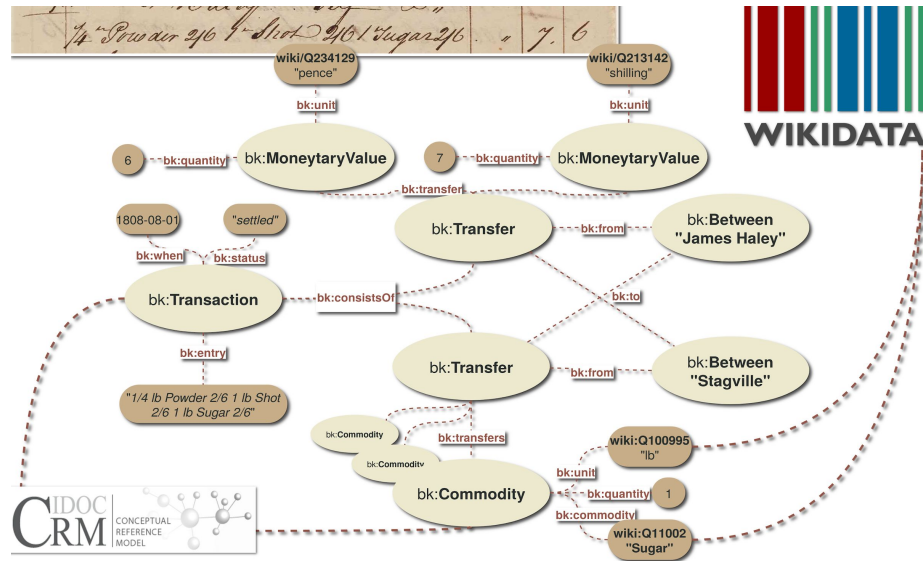 1/4 " Powder 2/6 1 " Shot 2/6 1 Sugar 2/6 . " 7, 6
wiki/Q234129
"pence"
wiki/Q213142
"shilling"
WIKIDATA
bk:unit
bk:unit
6
bk:quantity
bk:MoneytaryValue
7
bk:quantity
bk:MoneytaryValue
bk:transfer
1808-08-01
"settled"
bk:when
bk:status
bk:Transfer
bk:from
bk:Between
"James Haley"
bk:Transaction
bk:consistsOf
bk:to
bk:entry
bk:Transfer
bk:from
bk:Between
"Stagville"
"1/4 lb Powder 2/6 1 lb Shot
2/6 1 lb Sugar 2/6"
bk:Commodity
bk:transfers
bk:Commodity
bk:Commodity
wiki:Q100995
"lb"
bk:unit
bk:quantity
1
bk:commodity
wiki:Q11002
"Sugar"
CIDOC
CRM
CONCEPTUAL
REFERENCE
MODEL